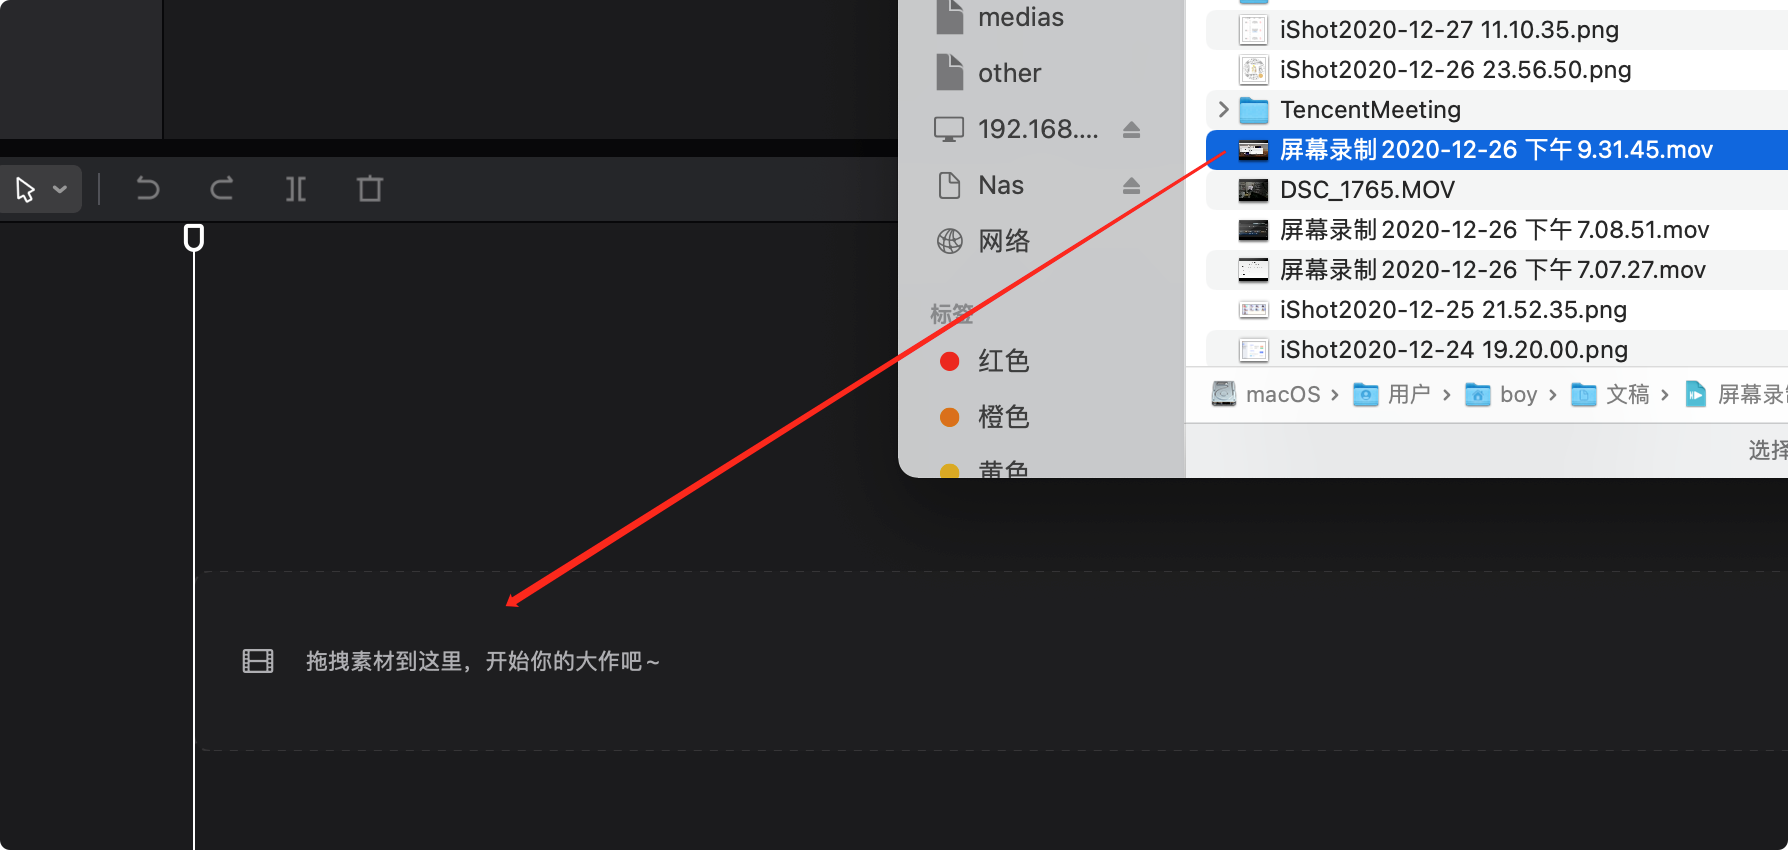 medias
other
192.168....
Nas
网络
标签
红色
橙色
黄色
iShot2020-12-27 11.10.35.png
iShot2020-12-26 23.56.50.png
TencentMeeting
屏幕录制2020-12-26 下午9.31.45.mov
DSC_1765.MOV
屏幕录制2020-12-26 下午7.08.51.mov
屏幕录制2020-12-26 下午7.07.27.mov
iShot2020-12-25 21.52.35.png
iShot2020-12-24 19.20.00.png
macOS › 用户 › boy › 文稿 › 屏幕录制
选择
拖拽素材到这里，开始你的大作吧~